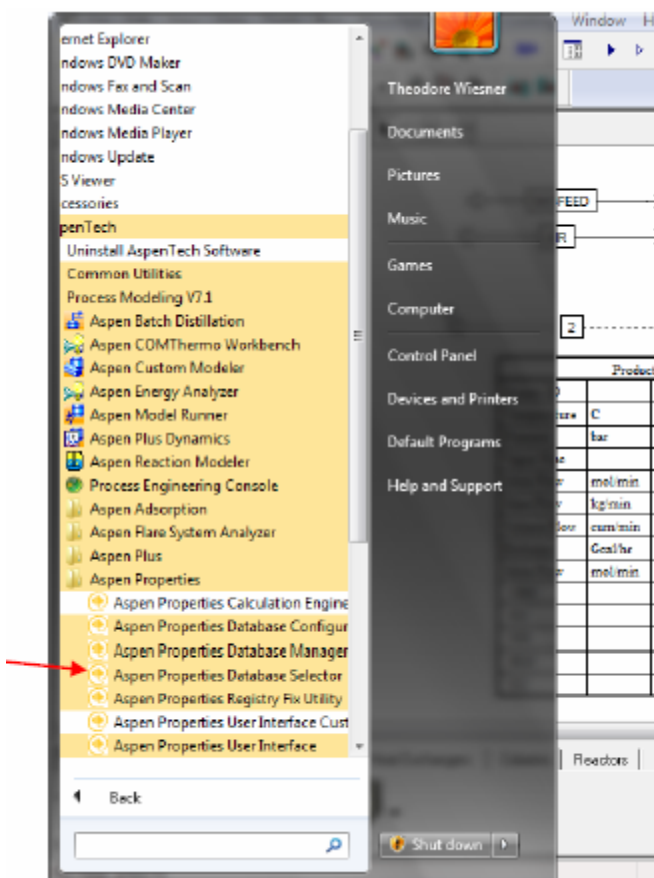 Window H
ernet Explorer
ndows DVD Maker
ndows Fax and Scan
ndows Media Center
ndows Media Player
ndows Update
S Viewer
cessories
penTech
Uninstall AspenTech Software
Common Utilities
Process Modeling V7.1
Aspen Batch Distillation
Aspen COMThermo Workbench
Aspen Custom Modeler
Aspen Energy Analyzer
Aspen Model Runner
Aspen Plus Dynamics
Aspen Reaction Modeler
Process Engineering Console
Aspen Adsorption
Aspen Flare System Analyzer
Aspen Plus
Aspen Properties
Aspen Properties Calculation Engine
Aspen Properties Database Configur
Aspen Properties Database Manager
Aspen Properties Database Selector
Aspen Properties Registry Fix Utility
Aspen Properties User Interface Cust
Aspen Properties User Interface
Back
Theodore Wiesner
Documents
Pictures
Music
Games
Computer
Control Panel
Devices and Printers
Default Programs
Help and Support
Shut down
FEED
R
2
Product
ure C
bar
mol/min
kg/min
low cum/min
Gcal/hr
mol/min
Reactors